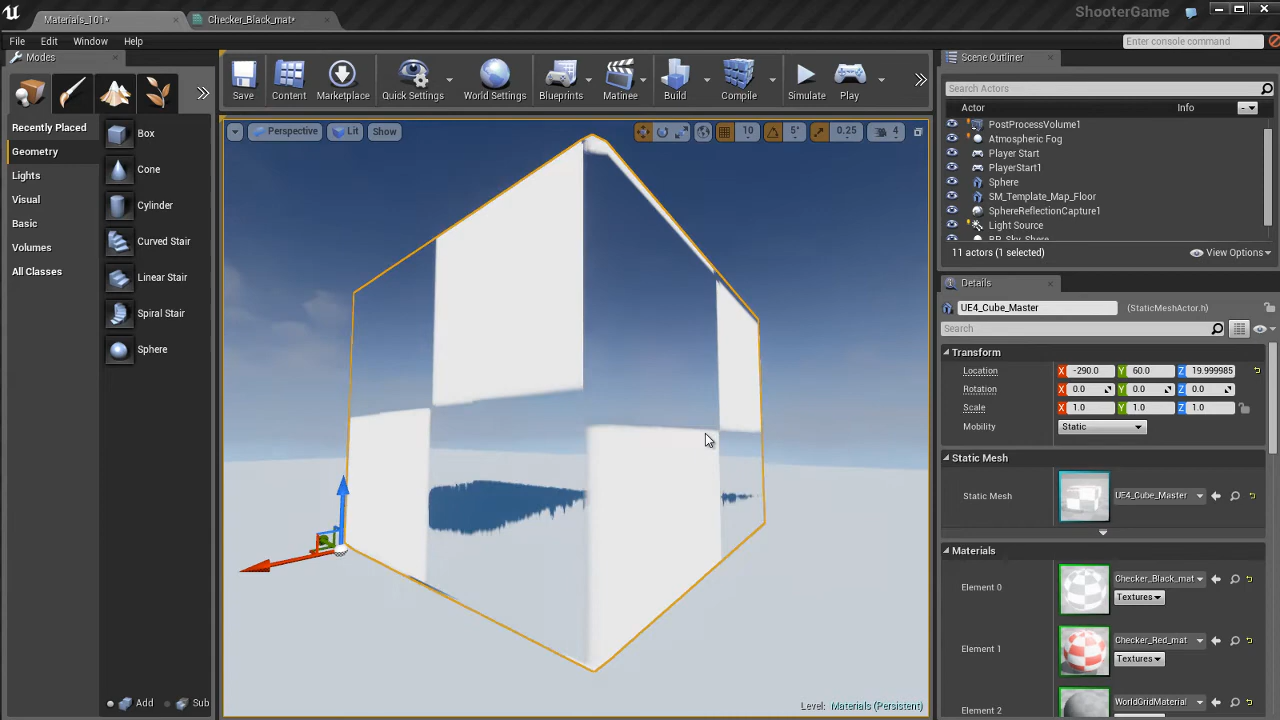 Materials_101*
Checker_Black_mat*
ShooterGame
File Edit Window Help
Enter console command
Modes
Save
Content
Marketplace
Quick Settings
World Settings
Blueprints
Matinee
Build
Compile
Simulate
Play
Recently Placed
Geometry
Lights
Visual
Basic
Volumes
All Classes
Box
Cone
Cylinder
Curved Stair
Linear Stair
Spiral Stair
Sphere
Add
Sub
Perspective
Lit
Show
10
5°
0.25
4
Level: Materials (Persistent)
Scene Outliner
Search Actors
Actor Info
PostProcessVolume1
Atmospheric Fog
Player Start
PlayerStart1
Sphere
SM_Template_Map_Floor
SphereReflectionCapture1
Light Source
BP_Sky_Sphere
11 actors (1 selected)
View Options
Details
UE4_Cube_Master (StaticMeshActor.h)
Search
Transform
Location X -290.0 Y 60.0 Z 19.999985
Rotation X 0.0 Y 0.0 Z 0.0
Scale X 1.0 Y 1.0 Z 1.0
Mobility Static
Static Mesh
Static Mesh UE4_Cube_Master
Materials
Element 0 Checker_Black_mat
Textures
Element 1 Checker_Red_mat
Textures
Element 2 WorldGridMaterial